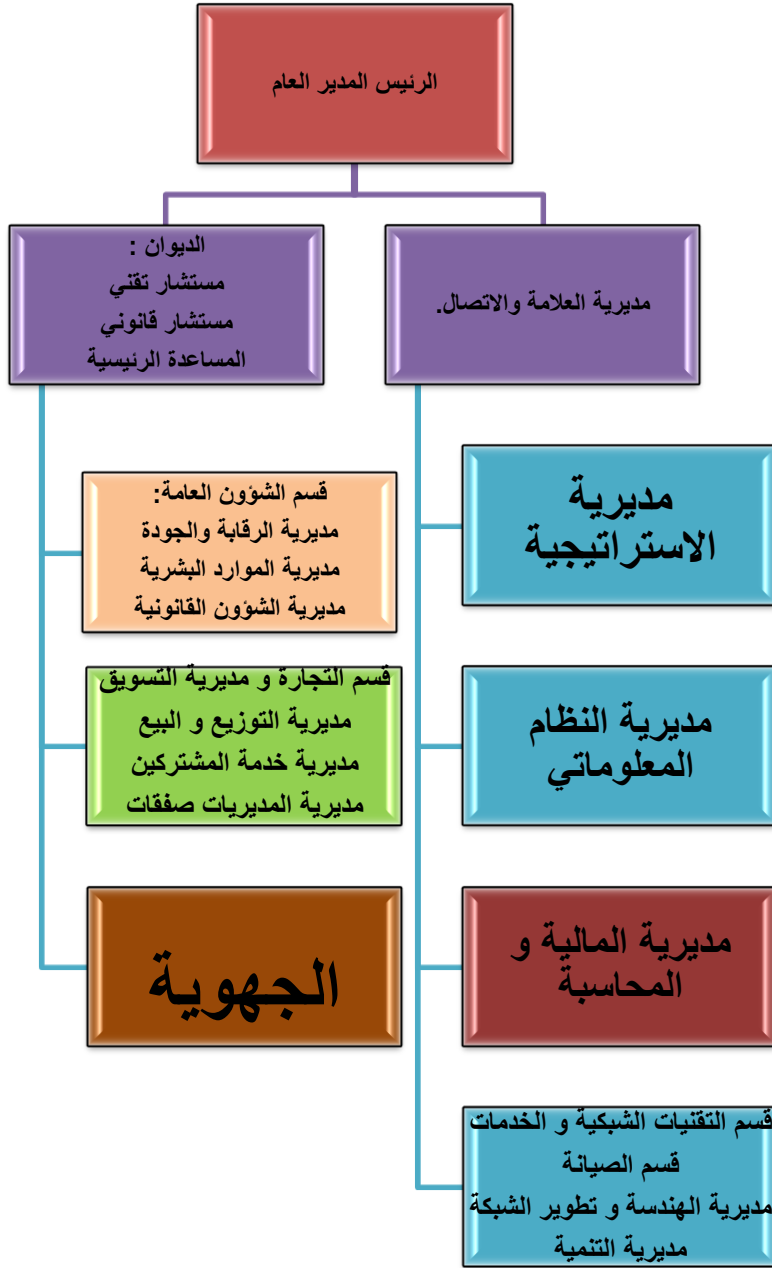 الرئيس المدير العام
مديرية العلامة والاتصال.
الديوان :
مستشار تقني
مستشار قانوني
المساعدة الرئيسية
مديرية
الاستراتيجية
قسم الشؤون العامة:
مديرية الرقابة والجودة
مديرية الموارد البشرية
مديرية الشؤون القانونية
مديرية النظام
المعلوماتي
قسم التجارة و مديرية التسويق
مديرية التوزيع و البيع
مديرية خدمة المشتركين
مديرية المديريات صفقات
مديرية المالية و
المحاسبة
الجهوية
قسم التقنيات الشبكية و الخدمات
قسم الصيانة
مديرية الهندسة و تطوير الشبكة
مديرية التنمية